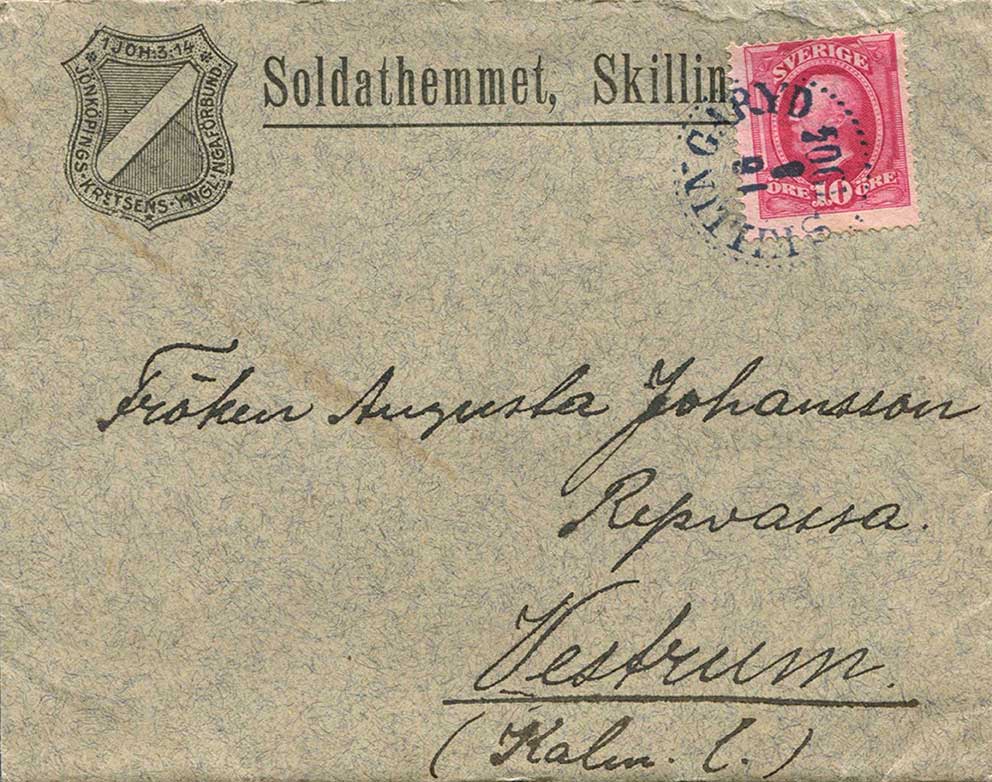 1 JOH: 3: 14
JÖNKÖPINGS-KRETSENS-YNGLINGAFÖRBUND
Soldathemmet, Skillin
SVERIGE
ÖRE 10 ÖRE
SKILLINGARYD
Fröken Augusta Johansson
Repvassa.
Vestrum.
(Kalm. l.)